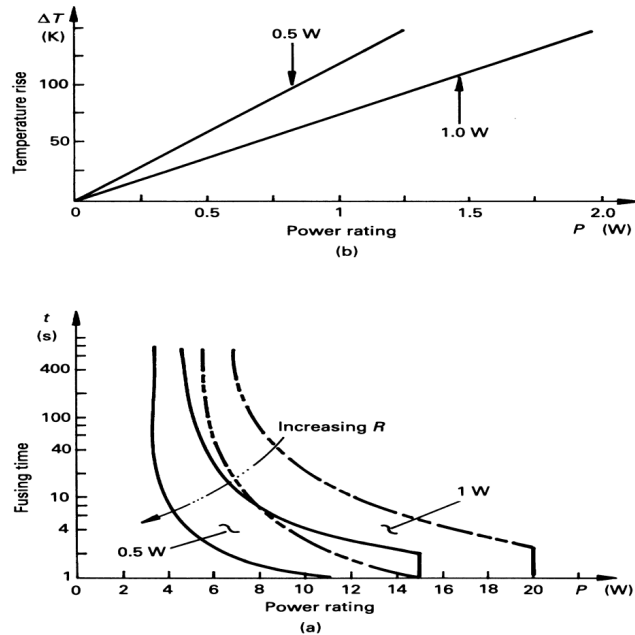 ΔT
(K)
0.5 W
100
50
1.0 W
Temperature rise
0
0.5
1
1.5
2.0
Power rating
P (W)
(b)
t
(s)
400
100
40
10
4
1
Fusing time
Increasing R
1 W
0.5 W
0 2 4 6 8 10 12 14 16 18 20 P (W)
Power rating
(a)